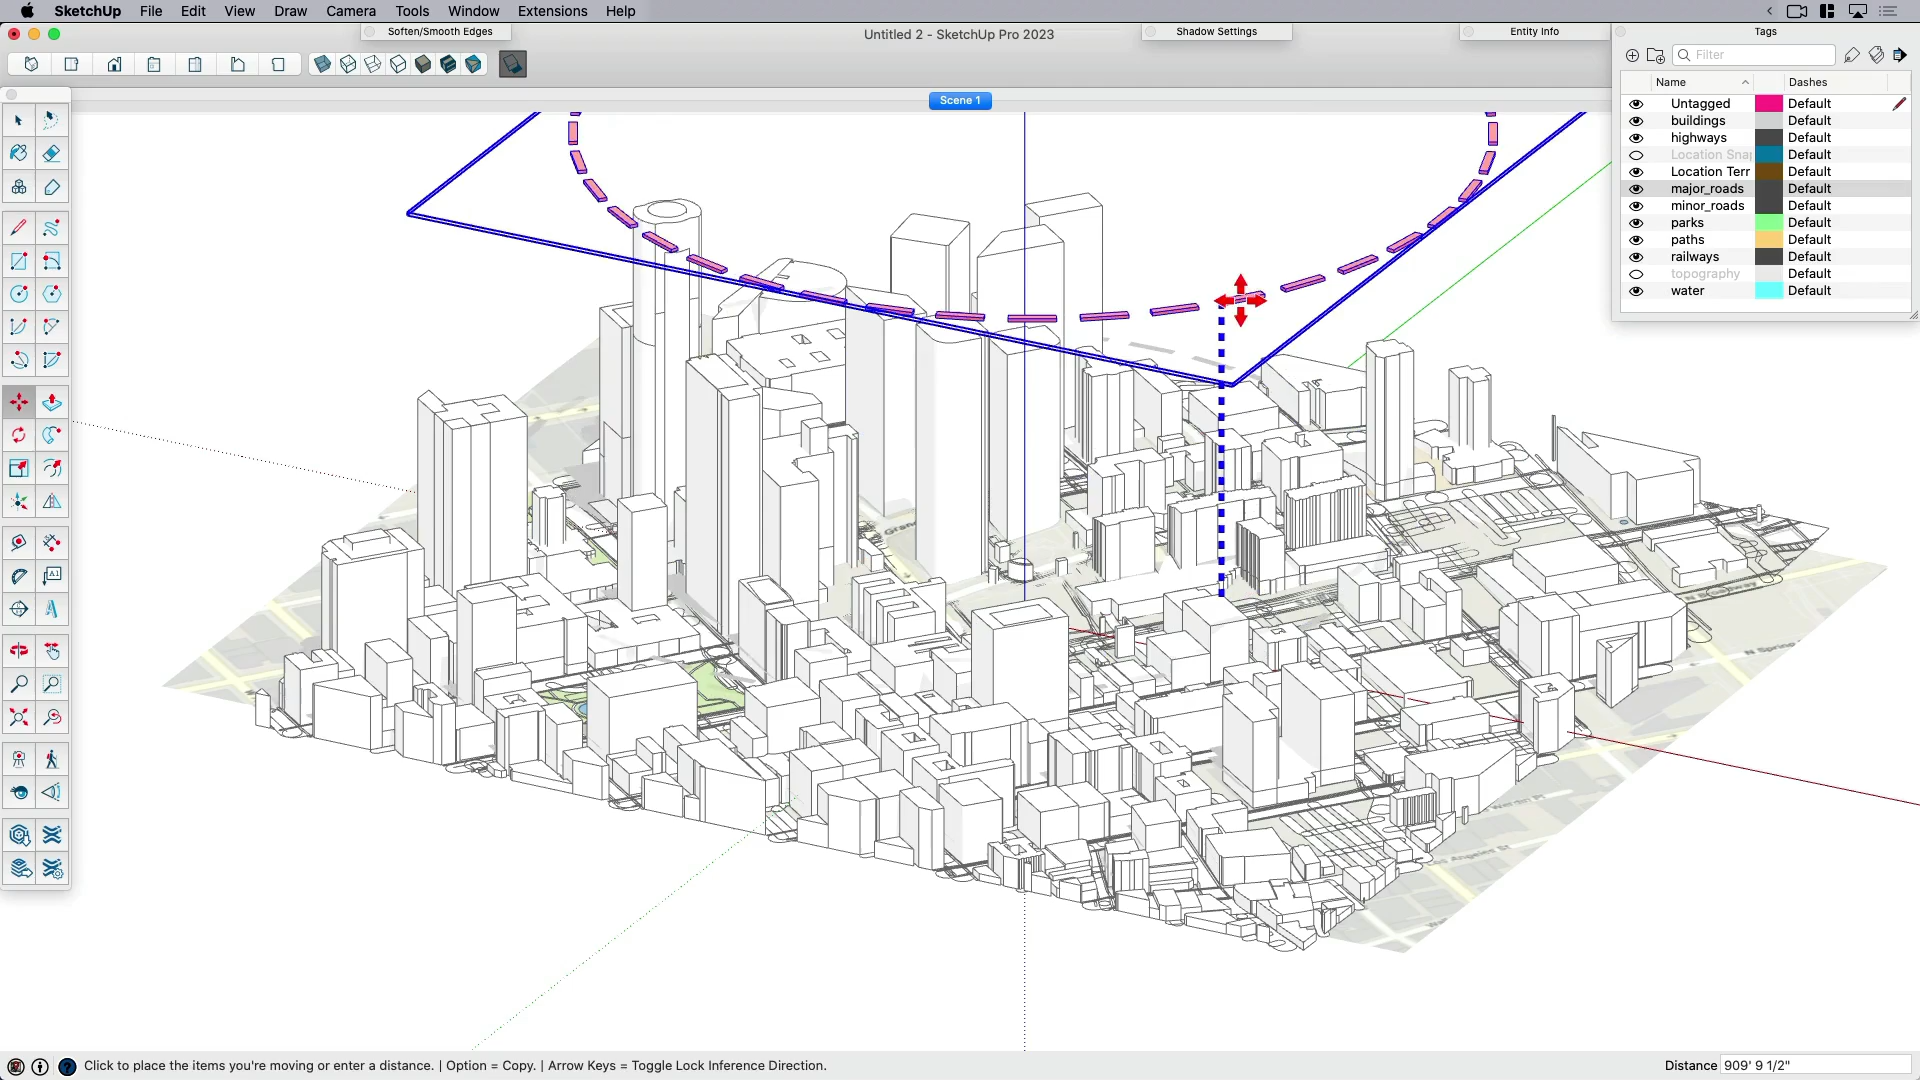 SketchUp File Edit View Draw Camera Tools Window Extensions Help
Soften/Smooth Edges
Untitled 2 - SketchUp Pro 2023
Shadow Settings
Entity Info
Tags
Filter
Name Dashes
Scene 1
Untagged Default
buildings Default
highways Default
Location Snap Default
Location Terr Default
major_roads Default
minor_roads Default
parks Default
paths Default
railways Default
topography Default
water Default
Click to place the items you're moving or enter a distance. | Option = Copy. | Arrow Keys = Toggle Lock Inference Direction.
Distance 909' 9 1/2"